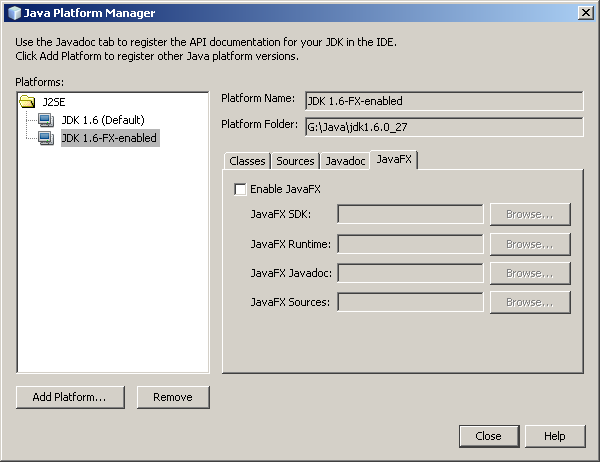 Java Platform Manager
Use the Javadoc tab to register the API documentation for your JDK in the IDE.
Click Add Platform to register other Java platform versions.
Platforms:
J2SE
JDK 1.6 (Default)
JDK 1.6-FX-enabled
Platform Name: JDK 1.6-FX-enabled
Platform Folder: G:\Java\jdk1.6.0_27
Classes Sources Javadoc JavaFX
Enable JavaFX
JavaFX SDK: Browse...
JavaFX Runtime: Browse...
JavaFX Javadoc: Browse...
JavaFX Sources: Browse...
Add Platform... Remove
Close Help